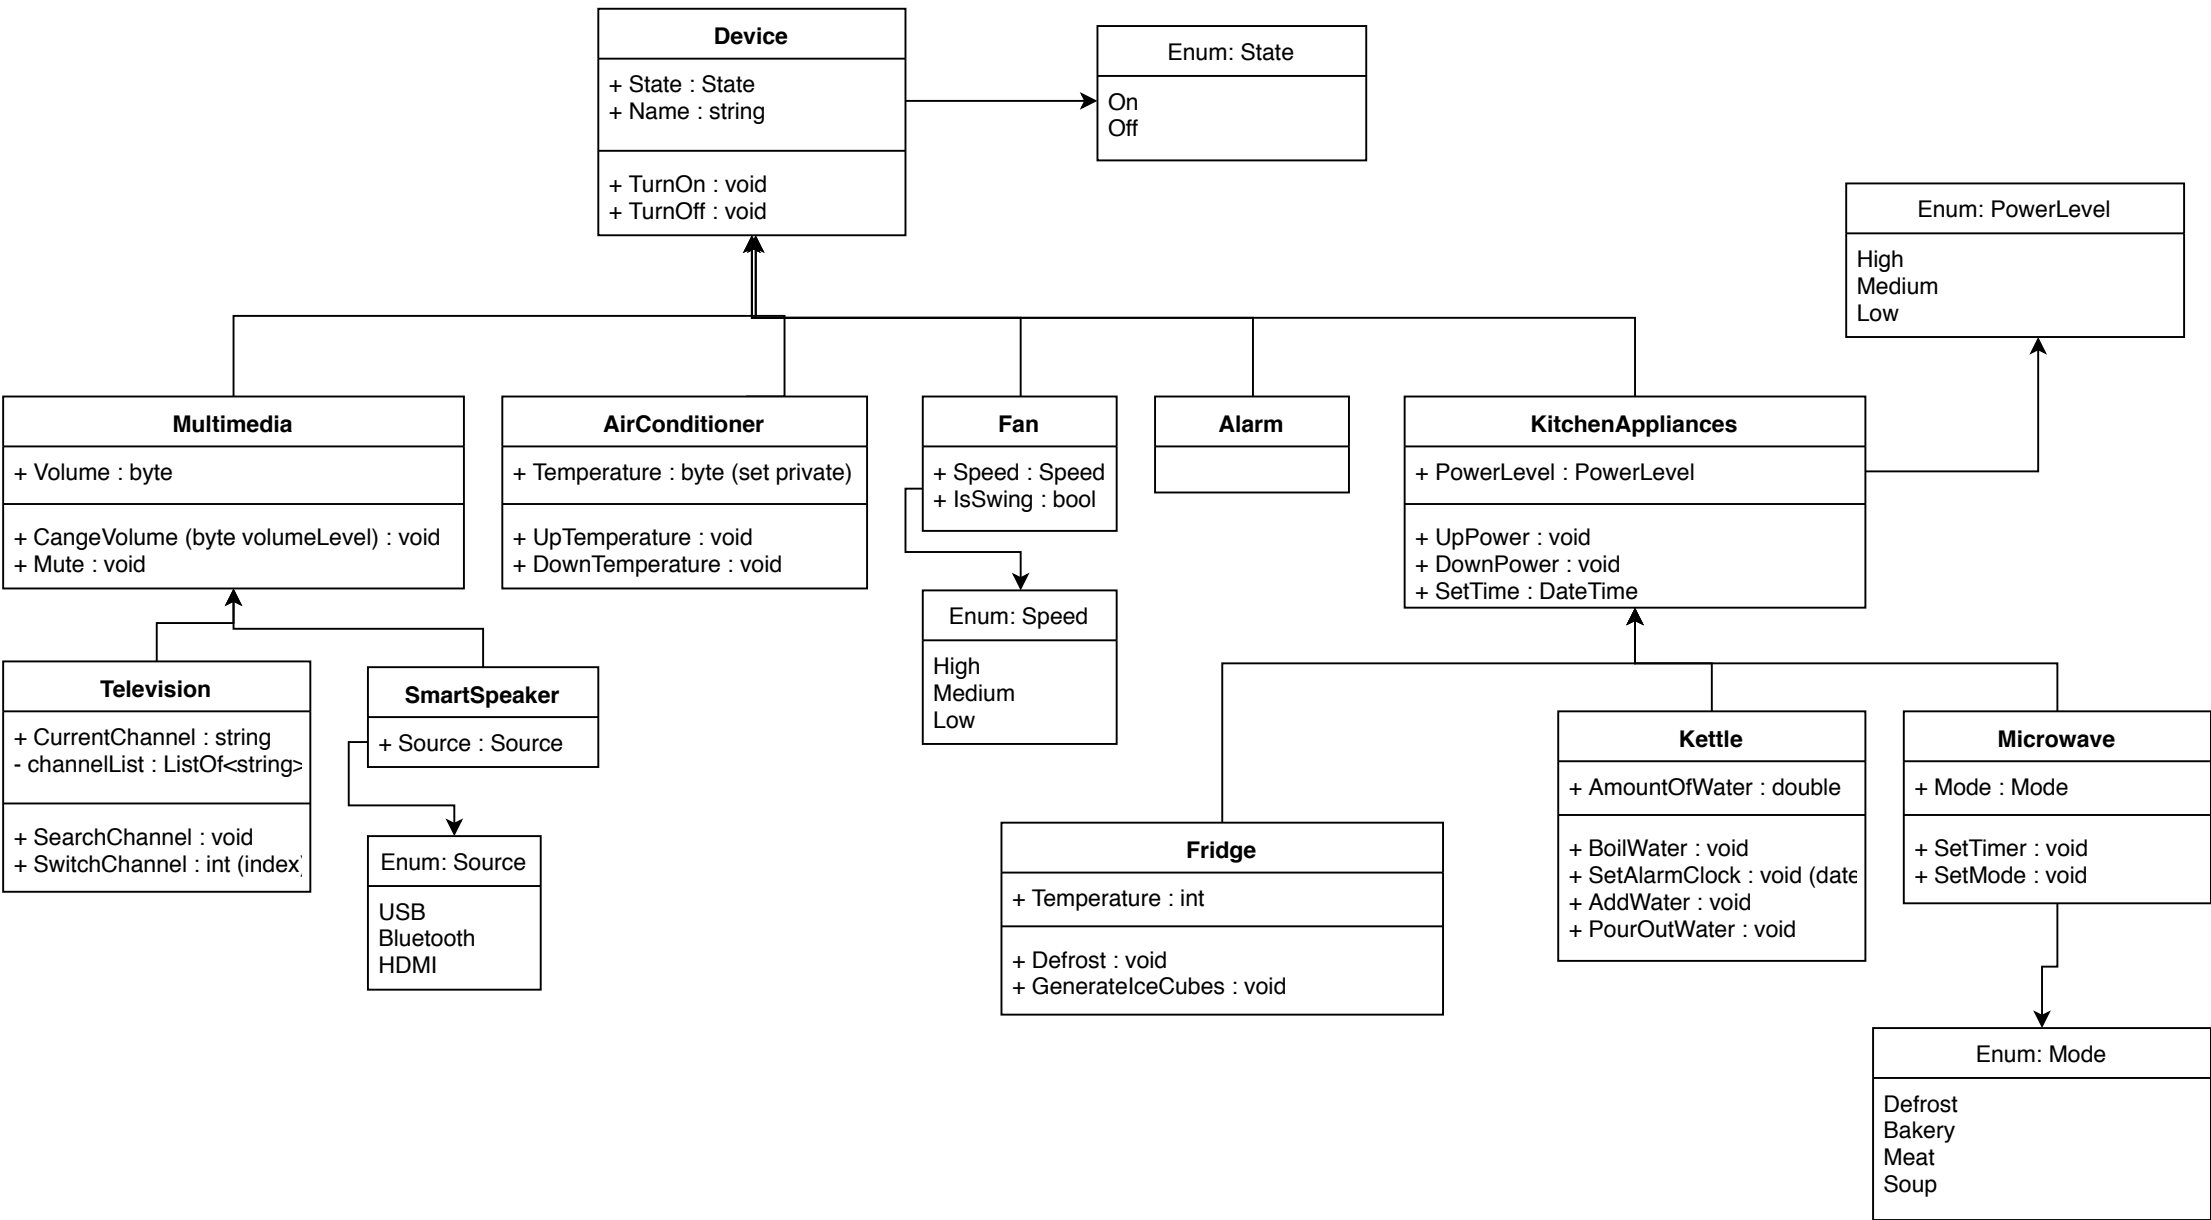 Device
+ State : State
+ Name : string
+ TurnOn : void
+ TurnOff : void
Enum: State
On
Off
Enum: PowerLevel
High
Medium
Low
Multimedia
+ Volume : byte
+ CangeVolume (byte volumeLevel) : void
+ Mute : void
AirConditioner
+ Temperature : byte (set private)
+ UpTemperature : void
+ DownTemperature : void
Fan
+ Speed : Speed
+ IsSwing : bool
Alarm
KitchenAppliances
+ PowerLevel : PowerLevel
+ UpPower : void
+ DownPower : void
+ SetTime : DateTime
Enum: Speed
High
Medium
Low
Television
+ CurrentChannel : string
- channelList : ListOf<string>
+ SearchChannel : void
+ SwitchChannel : int (index)
SmartSpeaker
+ Source : Source
Enum: Source
USB
Bluetooth
HDMI
Fridge
+ Temperature : int
+ Defrost : void
+ GenerateIceCubes : void
Kettle
+ AmountOfWater : double
+ BoilWater : void
+ SetAlarmClock : void (date
+ AddWater : void
+ PourOutWater : void
Microwave
+ Mode : Mode
+ SetTimer : void
+ SetMode : void
Enum: Mode
Defrost
Bakery
Meat
Soup